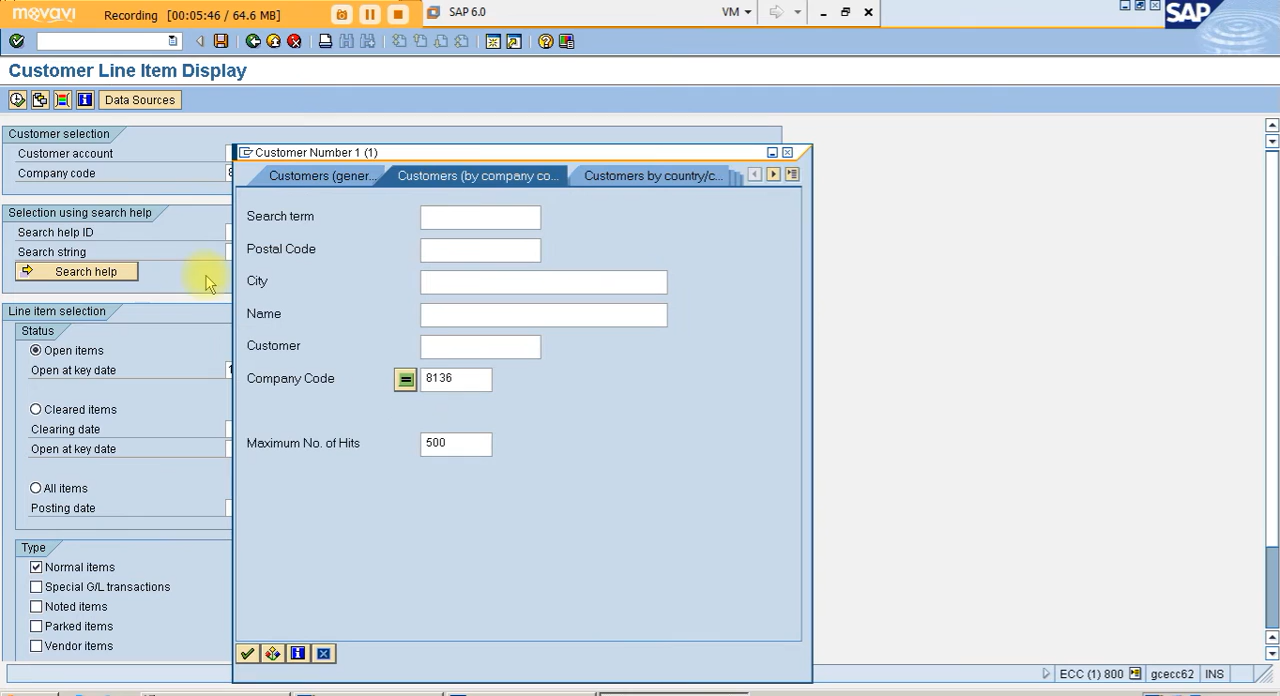 movavi Recording [00:05:46 / 64.6 MB] SAP 6.0 VM
SAP
Customer Line Item Display
Data Sources
Customer selection
Customer account
Company code 8
Selection using search help
Search help ID
Search string
Search help
Line item selection
Status
Open items
Open at key date 1
Cleared items
Clearing date
Open at key date
All items
Posting date
Type
Normal items
Special G/L transactions
Noted items
Parked items
Vendor items
Customer Number 1 (1)
Customers (gener... Customers (by company co... Customers by country/c...
Search term
Postal Code
City
Name
Customer
Company Code 8136
Maximum No. of Hits 500
ECC (1) 800 gcecc62 INS